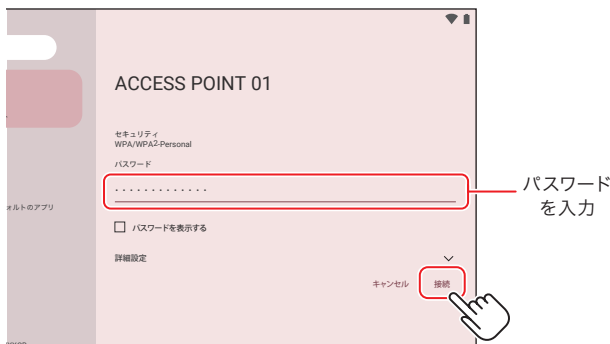 ACCESS POINT 01
セキュリティ
WPA/WPA2-Personal
パスワード
·············
パスワードを表示する
詳細設定
キャンセル
接続
ォルトのアプリ
パスワード
を入力